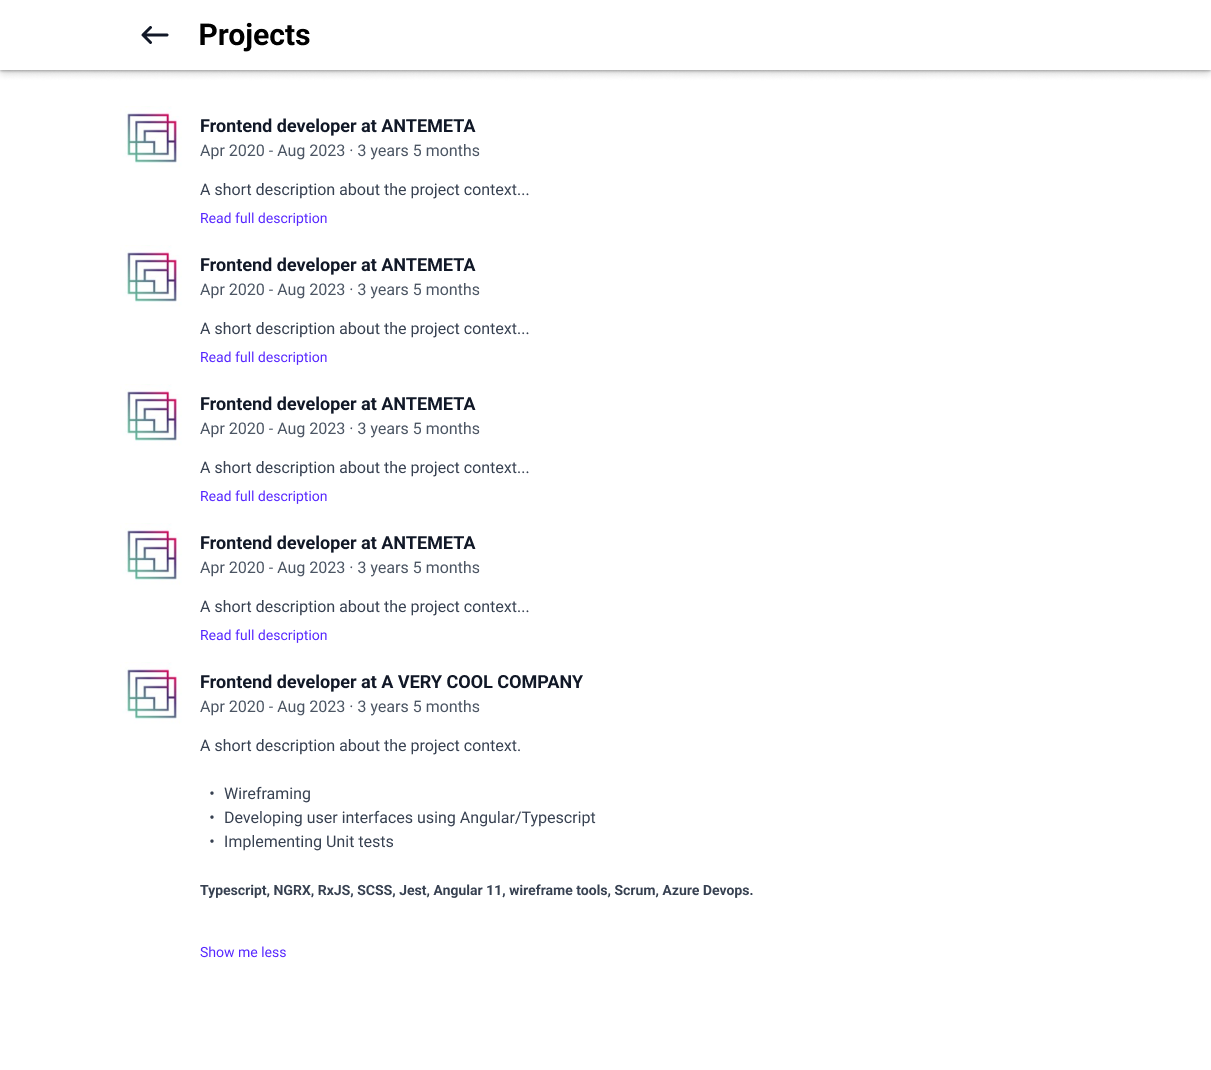 Projects
Frontend developer at ANTEMETA
Apr 2020 - Aug 2023 · 3 years 5 months
A short description about the project context...
Read full description
Frontend developer at ANTEMETA
Apr 2020 - Aug 2023 · 3 years 5 months
A short description about the project context...
Read full description
Frontend developer at ANTEMETA
Apr 2020 - Aug 2023 · 3 years 5 months
A short description about the project context...
Read full description
Frontend developer at ANTEMETA
Apr 2020 - Aug 2023 · 3 years 5 months
A short description about the project context...
Read full description
Frontend developer at A VERY COOL COMPANY
Apr 2020 - Aug 2023 · 3 years 5 months
A short description about the project context.
• Wireframing
• Developing user interfaces using Angular/Typescript
• Implementing Unit tests
Typescript, NGRX, RxJS, SCSS, Jest, Angular 11, wireframe tools, Scrum, Azure Devops.
Show me less